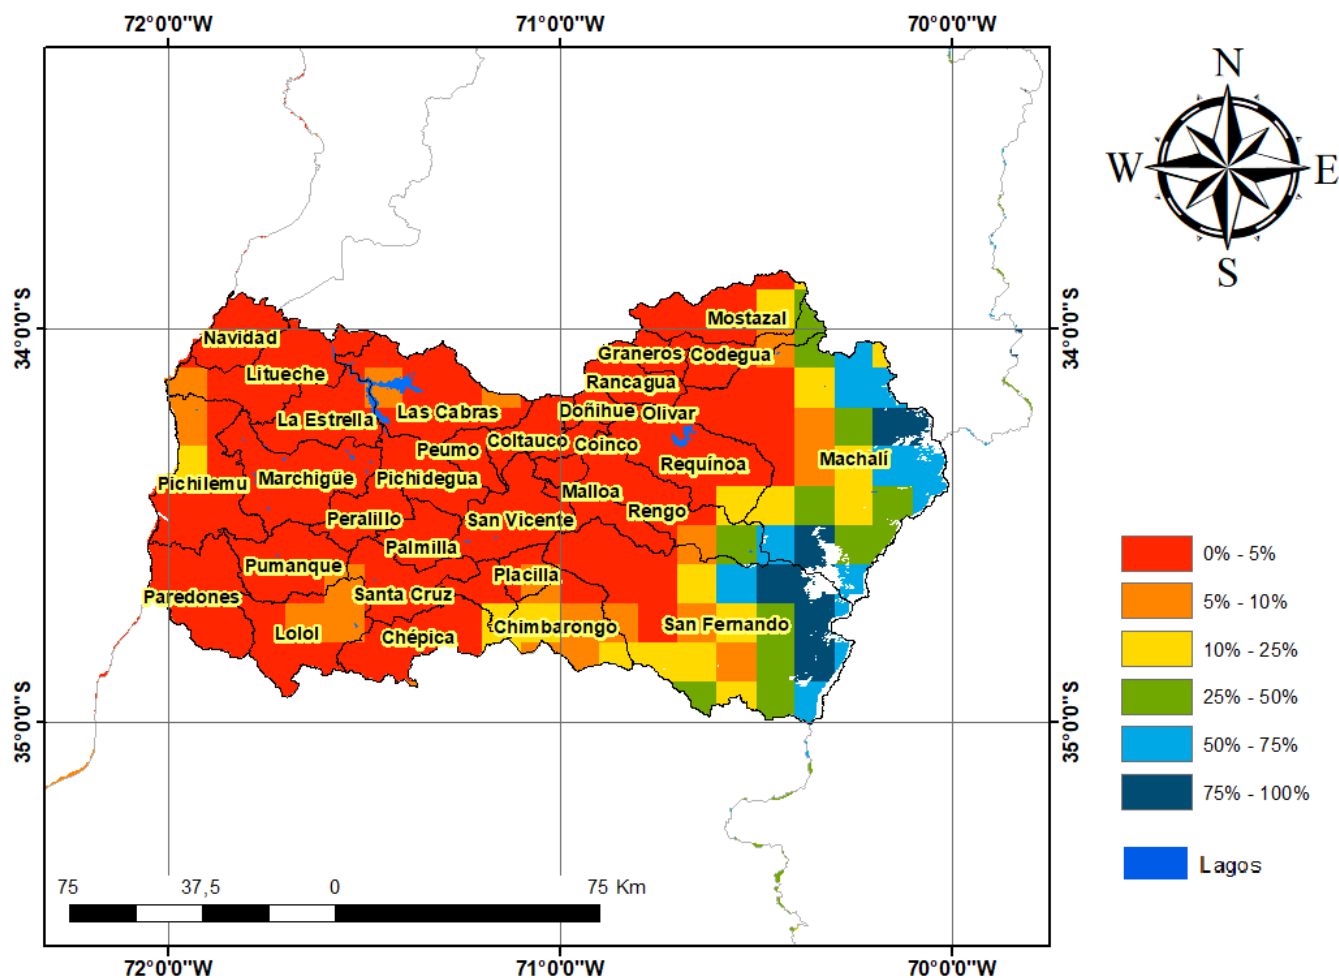 72°0'0"W
71°0'0"W
70°0'0"W
N
W
E
S
34°0'0"S
34°0'0"S
Mostazal
Navidad
Graneros
Codegua
Litueche
Rancagua
La Estrella
Las Cabras
Doñihue
Olivar
Coltauco
Coinco
Peumo
Machalí
Requínoa
Pichilemu
Marchigüe
Pichidegua
Malloa
Rengo
Peralillo
San Vicente
Palmilla
Pumanque
Placilla
Paredones
Santa Cruz
Lolol
Chépica
Chimbarongo
San Fernando
35°0'0"S
35°0'0"S
0% - 5%
5% - 10%
10% - 25%
25% - 50%
50% - 75%
75% - 100%
Lagos
75
37,5
0
75 Km
72°0'0"W
71°0'0"W
70°0'0"W